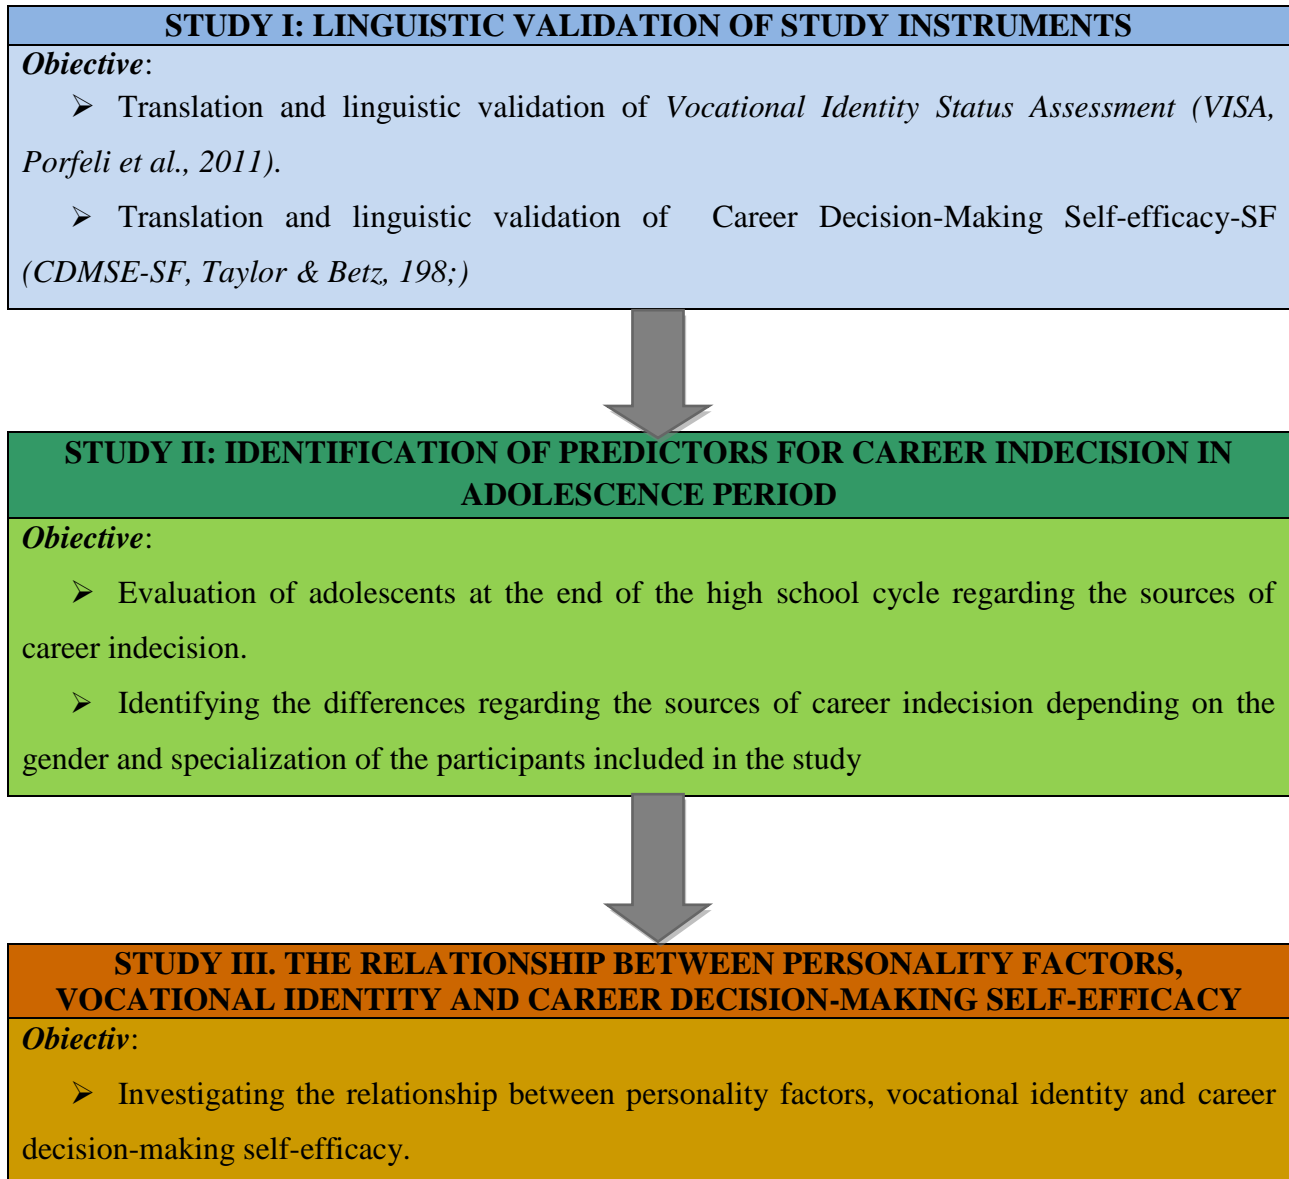 STUDY I: LINGUISTIC VALIDATION OF STUDY INSTRUMENTS
Obiective:
➢ Translation and linguistic validation of Vocational Identity Status Assessment (VISA,
Porfeli et al., 2011).
➢ Translation and linguistic validation of Career Decision-Making Self-efficacy-SF
(CDMSE-SF, Taylor & Betz, 198;)
STUDY II: IDENTIFICATION OF PREDICTORS FOR CAREER INDECISION IN
ADOLESCENCE PERIOD
Obiective:
➢ Evaluation of adolescents at the end of the high school cycle regarding the sources of
career indecision.
➢ Identifying the differences regarding the sources of career indecision depending on the
gender and specialization of the participants included in the study
STUDY III. THE RELATIONSHIP BETWEEN PERSONALITY FACTORS,
VOCATIONAL IDENTITY AND CAREER DECISION-MAKING SELF-EFFICACY
Obiectiv:
➢ Investigating the relationship between personality factors, vocational identity and career
decision-making self-efficacy.